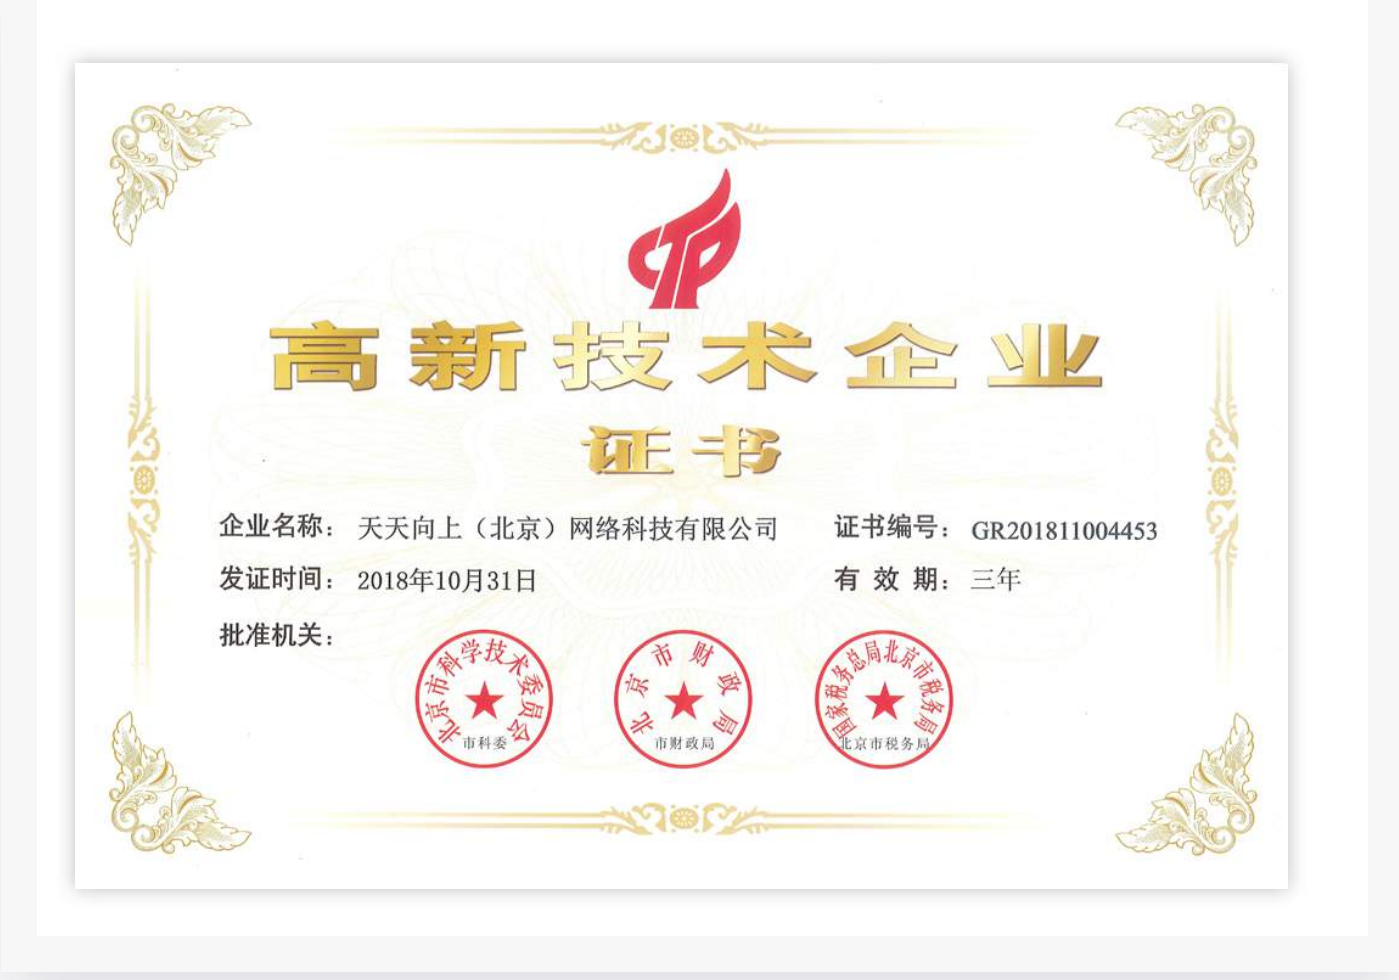 高新技术企业
证书
企业名称： 天天向上（北京）网络科技有限公司 证书编号： GR201811004453
发证时间： 2018年10月31日 有效期： 三年
批准机关：
北京市科学技术委员会
市科委
北京市财政局
市财政局
国家税务总局北京市税务局
北京市税务局